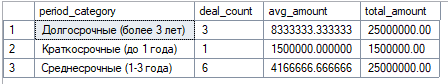 period_category deal_count avg_amount total_amount
1 Долгосрочные (более 3 лет) 3 8333333.333333 25000000.00
2 Краткосрочные (до 1 года) 1 1500000.000000 1500000.00
3 Среднесрочные (1-3 года) 6 4166666.666666 25000000.00